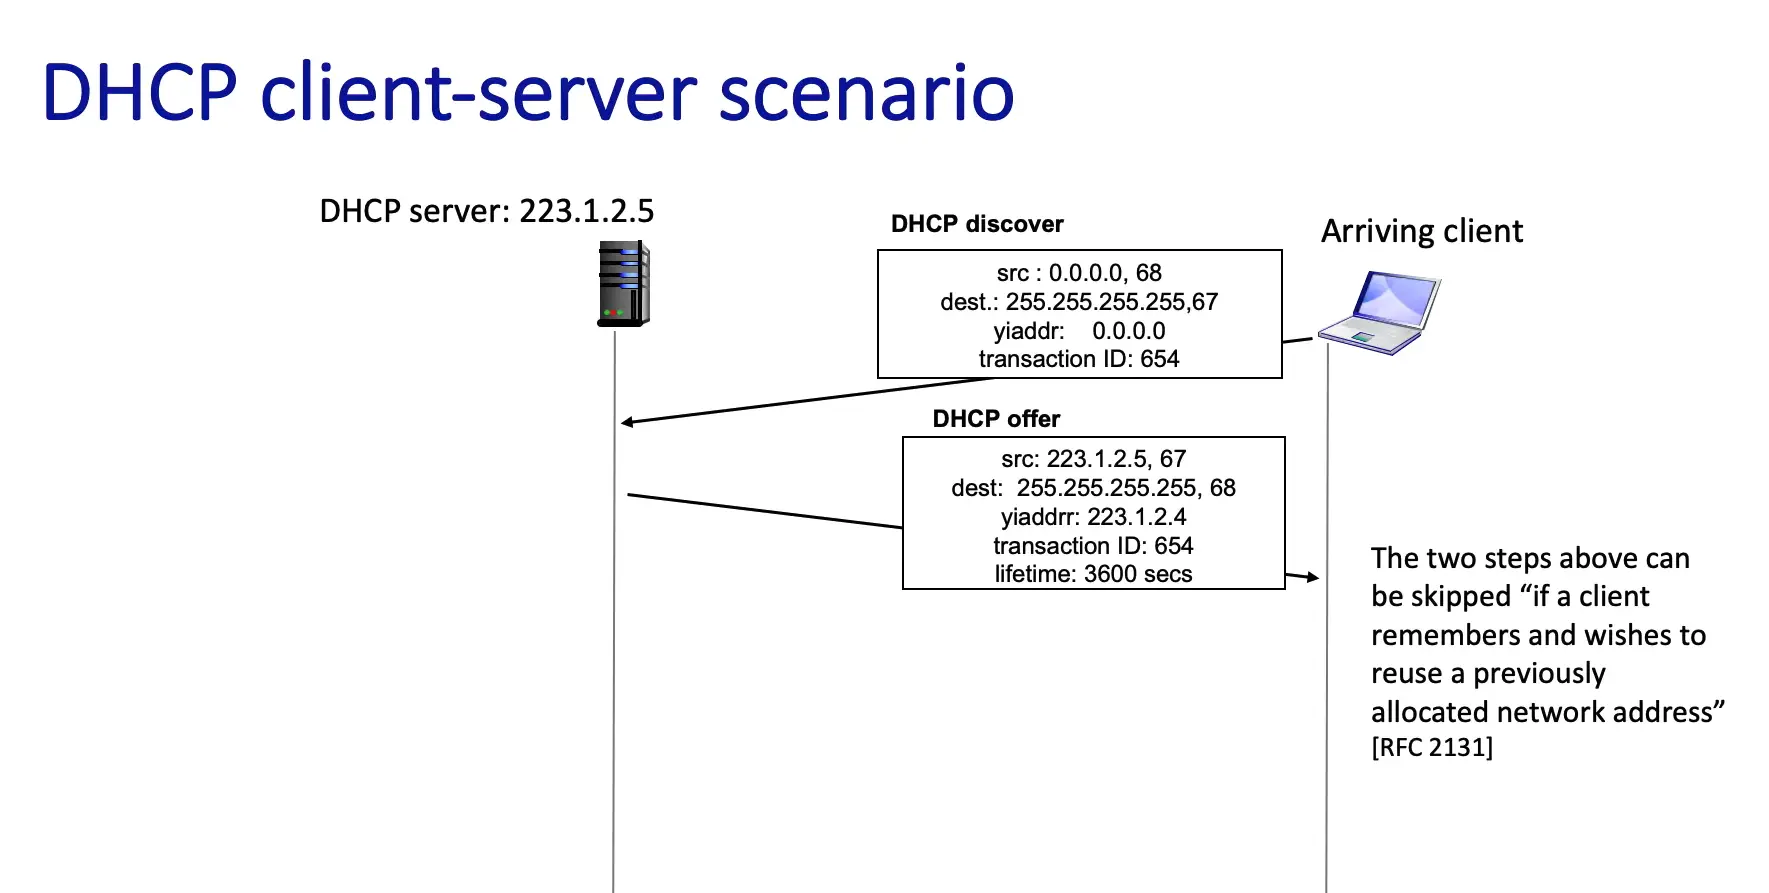 DHCP client-server scenario
DHCP server: 223.1.2.5
DHCP discover
Arriving client
src : 0.0.0.0, 68
dest.: 255.255.255.255,67
yiaddr: 0.0.0.0
transaction ID: 654
DHCP offer
src: 223.1.2.5, 67
dest: 255.255.255.255, 68
yiaddrr: 223.1.2.4
transaction ID: 654
lifetime: 3600 secs
The two steps above can
be skipped “if a client
remembers and wishes to
reuse a previously
allocated network address”
[RFC 2131]